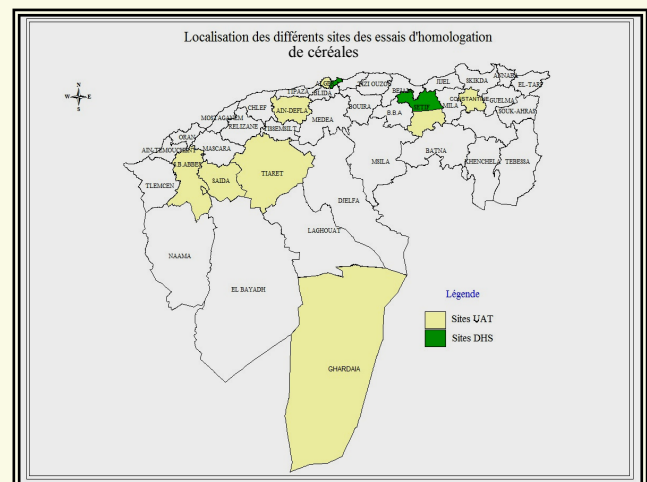 Localisation des différents sites des essais d'homologation
de céréales
N
W E
S
ANNABA
SKIKDA
EL-TARF
JIJEL
TIZI OUZOU
TIPAZA
BLIDA
CONSTANTINE
GUELMA
MILA
SETIF
B.B.A
BOUIRA
AIN-DEFLA
CHLEF
MEDEA
SOUK-AHRAS
MOSTAGANEM
RELIZANE
TISSEMSILT
ORAN
AIN-TEMOUCHENT
MASCARA
BATNA
S.B.ABBES
MSILA
KHENCHELA
TEBESSA
TIARET
SAIDA
TLEMCEN
DJELFA
LAGHOUAT
NAAMA
EL BAYADH
Légende
Sites UAT
Sites DHS
GHARDAIA